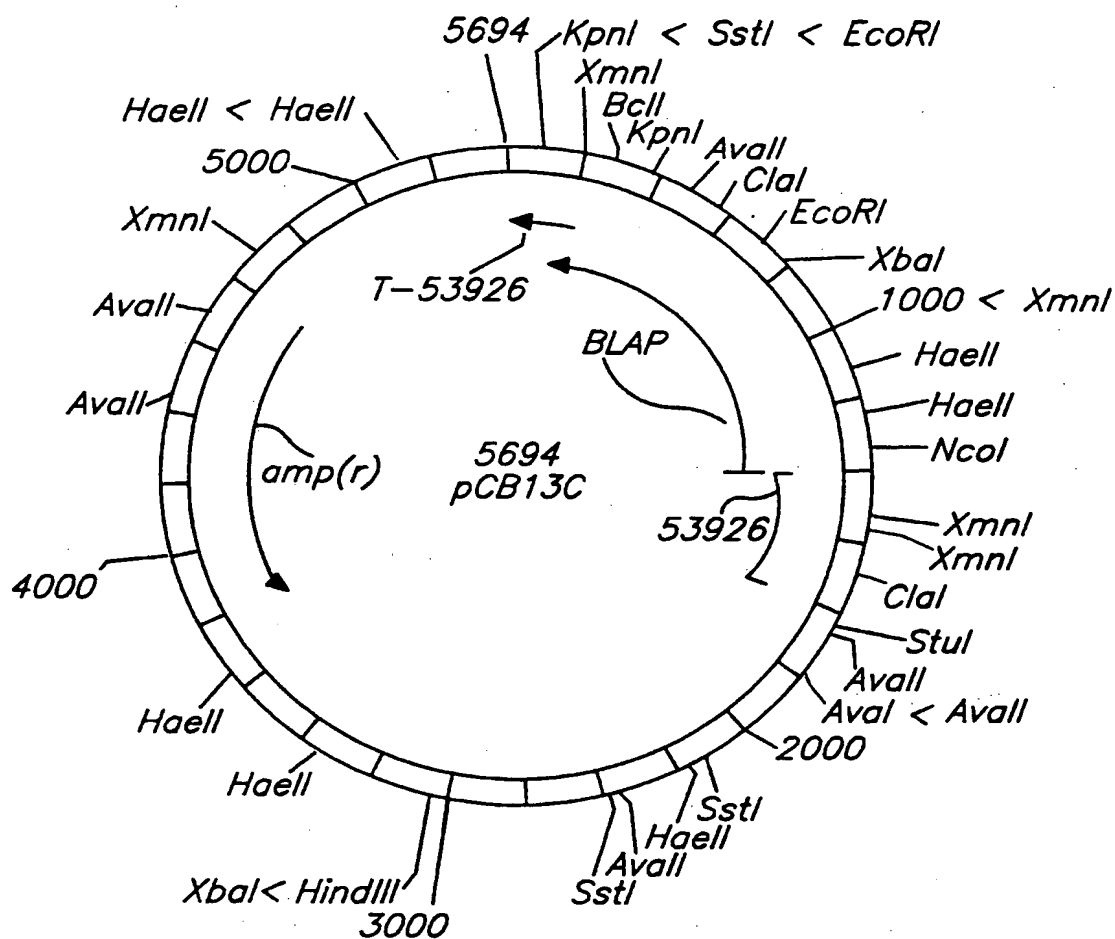 5694
KpnI < SstI < EcoRI
XmnI
BclI
KpnI
AvaII
ClaI
EcoRI
XbaI
1000 < XmnI
HaeII
HaeII
NcoI
XmnI
XmnI
ClaI
StuI
AvaII
AvaI < AvaII
2000
SstI
HaeII
AvaII
SstI
3000
XbaI< HindIII
HaeII
HaeII
4000
AvaII
AvaII
XmnI
5000
HaeII < HaeII
T-53926
BLAP
amp(r)
5694
pCB13C
53926